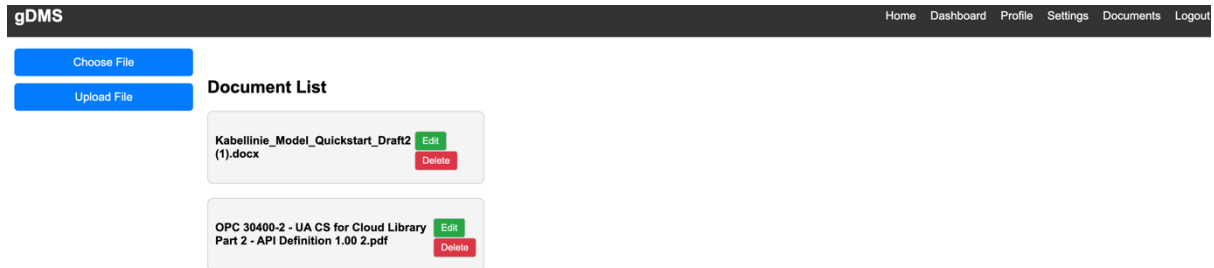 gDMS
Home Dashboard Profile Settings Documents Logout
Choose File
Upload File
Document List
Kabellinie_Model_Quickstart_Draft2
(1).docx
Edit
Delete
OPC 30400-2 - UA CS for Cloud Library
Part 2 - API Definition 1.00 2.pdf
Edit
Delete